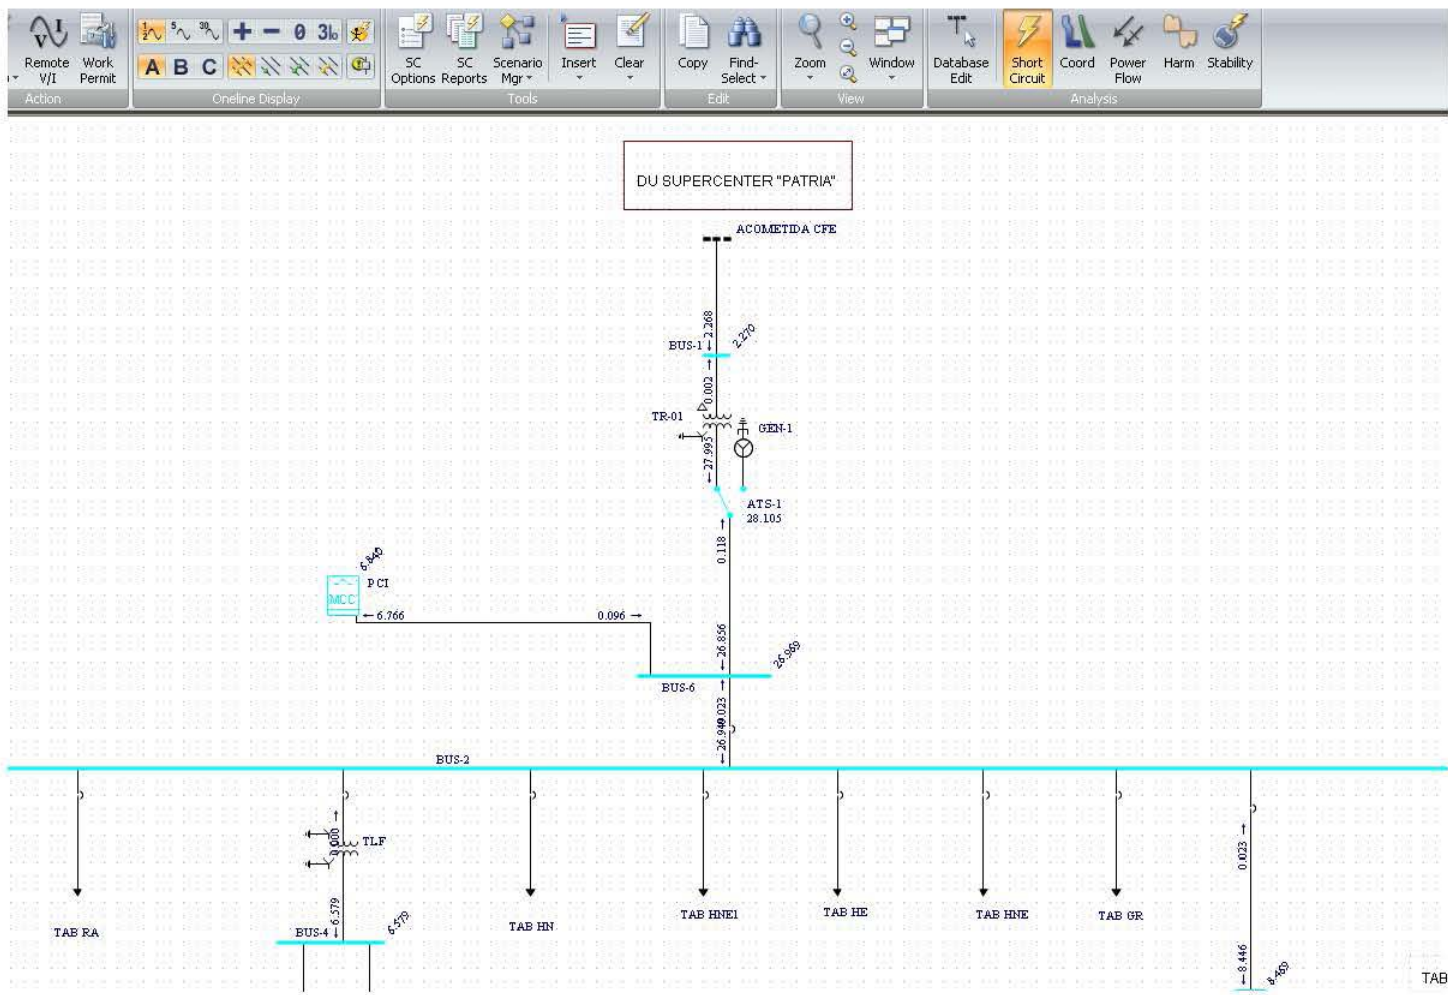 Remote
V/I
Work
Permit
Action
A B C
0 3I₀
Oneline Display
SC
Options
SC
Reports
Scenario
Mgr
Insert
Clear
Tools
Copy
Find-
Select
Edit
Zoom
Window
View
Database
Edit
Short
Circuit
Coord
Power
Flow
Harm
Stability
Analysis
DU SUPERCENTER "PATRIA"
ACOMETIDA CFE
2.268
BUS-1
2.270
0.002
TR-01
GEN-1
27.995
ATS-1
28.105
0.118
6.840
PCI
MCC
6.766
0.096
26.856
26.969
BUS-6
0.023
26.949
BUS-2
0.000
TLF
0.023
TAB RA
6.579
BUS-4
6.579
TAB HN
TAB HNE1
TAB HE
TAB HNE
TAB GR
8.446
8.469
TAB